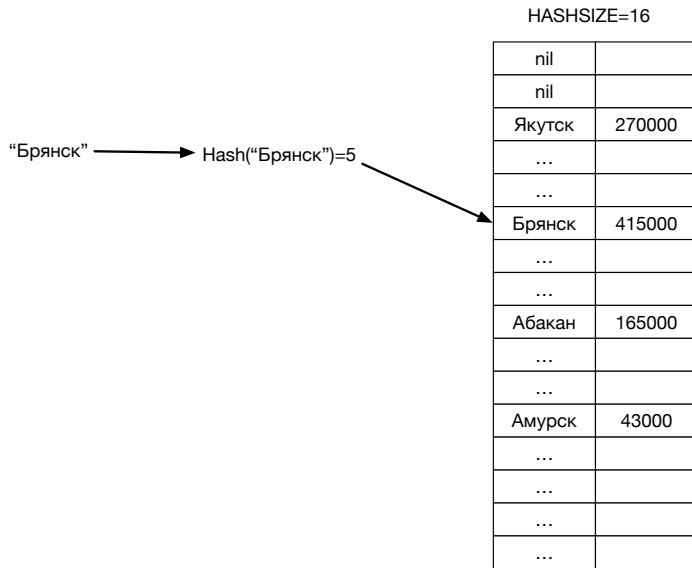 HASHSIZE=16
nil
nil
Якутск 270000
...
“Брянск” Hash(“Брянск”)=5
...
Брянск 415000
...
...
Абакан 165000
...
...
Амурск 43000
...
...
...
...